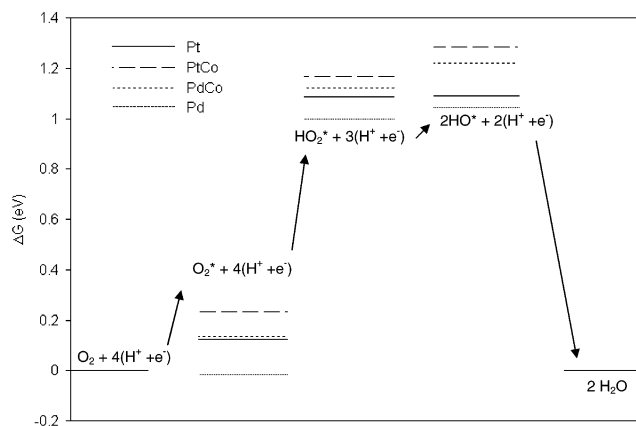 1.4
1.2
1
0.8
0.6
0.4
0.2
0
-0.2
ΔG (eV)
Pt
PtCo
PdCo
Pd
O₂ + 4(H⁺ +e⁻)
O₂* + 4(H⁺ +e⁻)
HO₂* + 3(H⁺ +e⁻)
2HO* + 2(H⁺ +e⁻)
2 H₂O